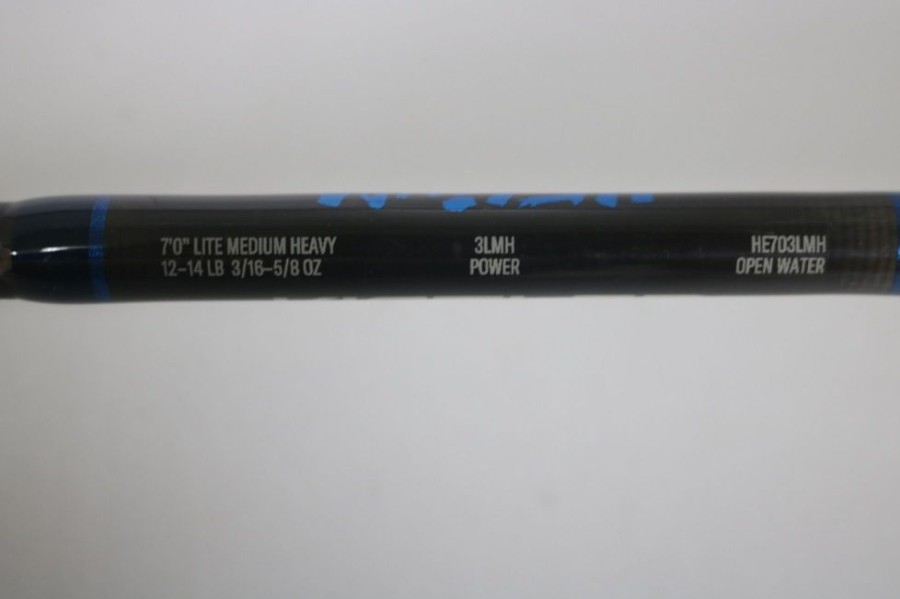 7'0" LITE MEDIUM HEAVY
12-14 LB 3/16-5/8 OZ
3LMH
POWER
HE703LMH
OPEN WATER